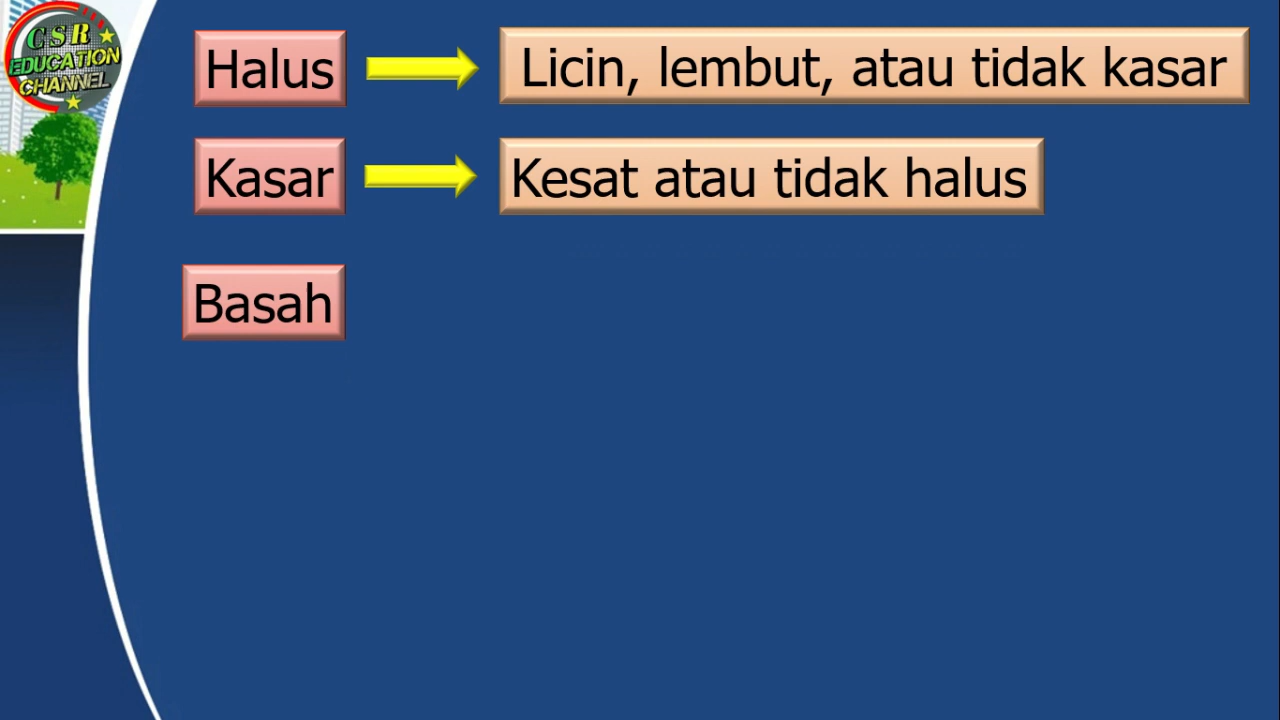 CSR
EDUCATION
CHANNEL
Halus Licin, lembut, atau tidak kasar
Kasar Kesat atau tidak halus
Basah